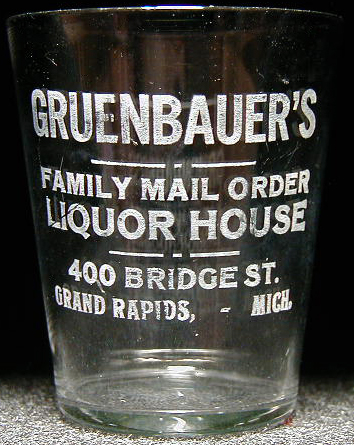 GRUENBAUER'S
FAMILY MAIL ORDER
LIQUOR HOUSE
400 BRIDGE ST.
GRAND RAPIDS, - MICH.